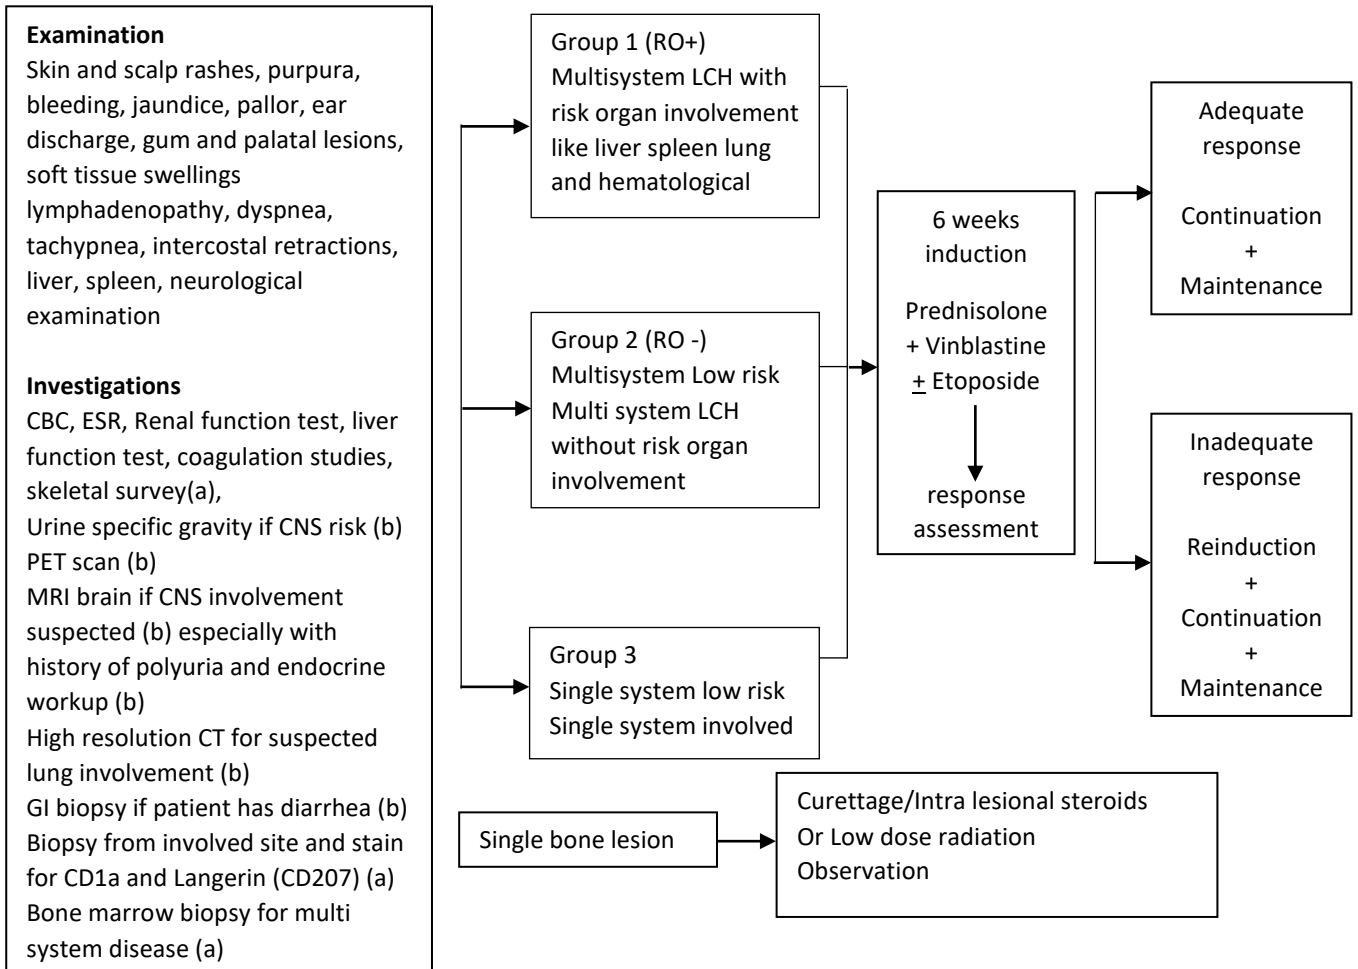 Examination
Skin and scalp rashes, purpura,
bleeding, jaundice, pallor, ear
discharge, gum and palatal lesions,
soft tissue swellings
lymphadenopathy, dyspnea,
tachypnea, intercostal retractions,
liver, spleen, neurological
examination
Investigations
CBC, ESR, Renal function test, liver
function test, coagulation studies,
skeletal survey(a),
Urine specific gravity if CNS risk (b)
PET scan (b)
MRI brain if CNS involvement
suspected (b) especially with
history of polyuria and endocrine
workup (b)
High resolution CT for suspected
lung involvement (b)
GI biopsy if patient has diarrhea (b)
Biopsy from involved site and stain
for CD1a and Langerin (CD207) (a)
Bone marrow biopsy for multi
system disease (a)
Group 1 (RO+)
Multisystem LCH with
risk organ involvement
like liver spleen lung
and hematological
Group 2 (RO -)
Multisystem Low risk
Multi system LCH
without risk organ
involvement
Group 3
Single system low risk
Single system involved
Single bone lesion
Curettage/Intra lesional steroids
Or Low dose radiation
Observation
6 weeks
induction
Prednisolone
+ Vinblastine
± Etoposide
response
assessment
Adequate
response
Continuation
+
Maintenance
Inadequate
response
Reinduction
+
Continuation
+
Maintenance